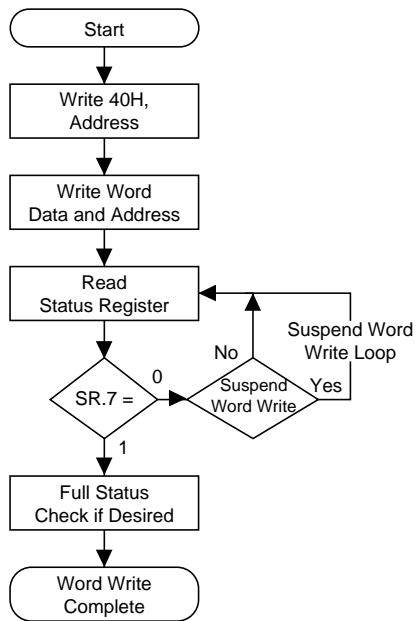 Start
Write 40H,
Address
Write Word
Data and Address
Read
Status Register
Suspend Word
Write Loop
No
Yes
SR.7 =
0
Suspend
Word Write
1
Full Status
Check if Desired
Word Write
Complete